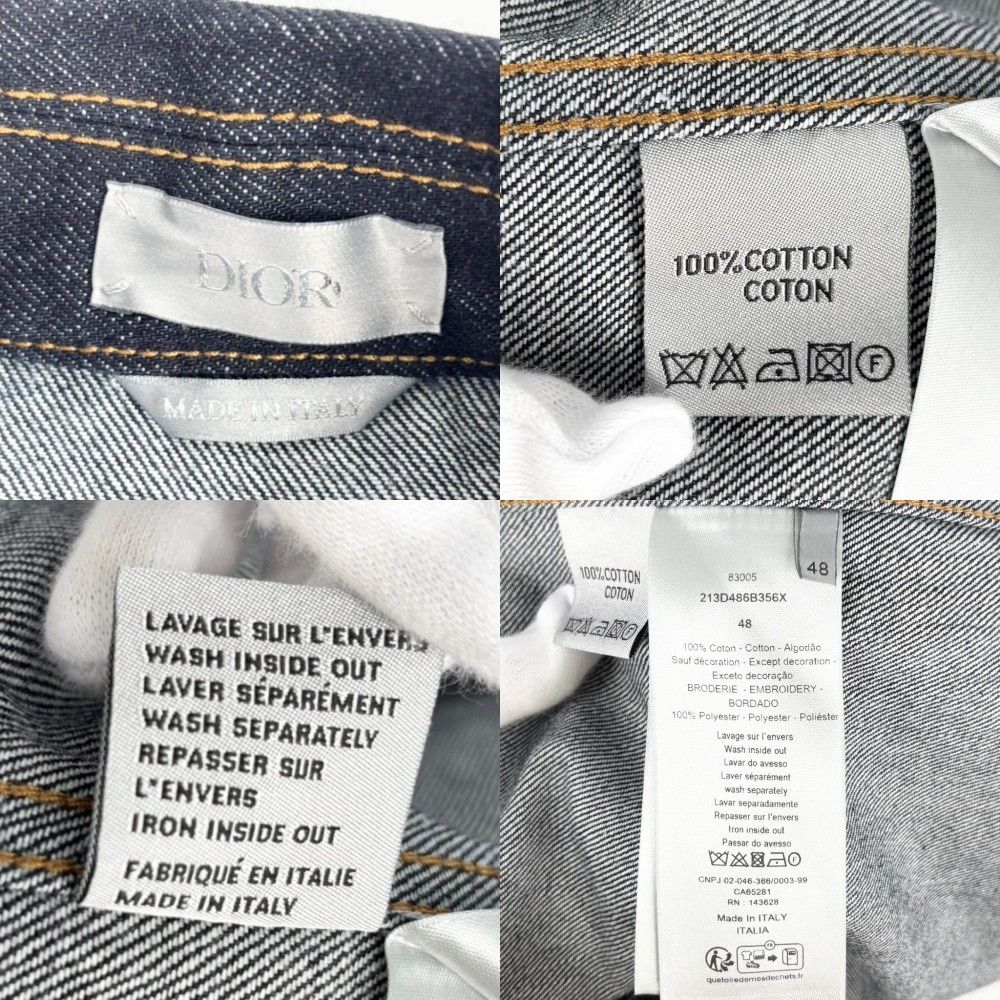 DIOR
MADE IN ITALY
100%COTTON
COTON
F
LAVAGE SUR L'ENVERS
WASH INSIDE OUT
LAVER SÉPARÉMENT
WASH SEPARATELY
REPASSER SUR
L'ENVERS
IRON INSIDE OUT
FABRIQUÉ EN ITALIE
MADE IN ITALY
100%COTTON
COTON
48
83005
213D486B356X
48
100% Coton - Cotton - Algodão
Sauf décoration - Except decoration -
Exceto decoração
BRODERIE - EMBROIDERY -
BORDADO
100% Polyester - Polyester - Poliéster
Lavage sur l'envers
Wash inside out
Lavar do avesso
Laver séparément
wash separately
Lavar separadamente
Repasser sur l'envers
Iron inside out
Passar do avesso
CNPJ 02-046-366/0003-99
CA65281
RN : 143628
Made in ITALY
ITALIA
FR
quefairedemesdechets.fr